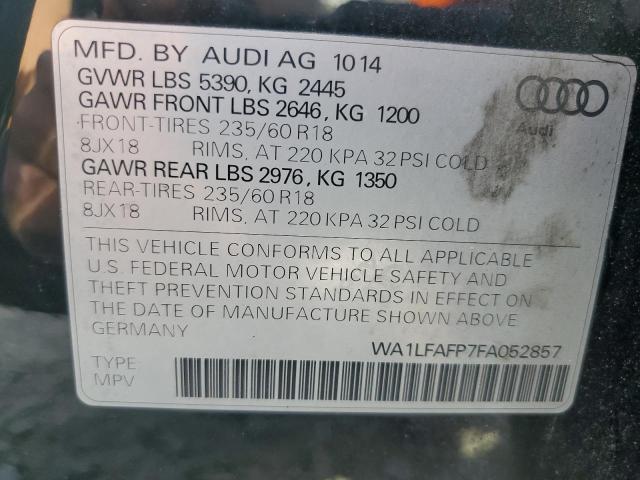 MFD. BY AUDI AG 10 14
GVWR LBS 5390, KG 2445
GAWR FRONT LBS 2646, KG 1200
FRONT-TIRES 235/60 R18
8JX18 RIMS, AT 220 KPA 32 PSI COLD
GAWR REAR LBS 2976, KG 1350
REAR-TIRES 235/60 R18
8JX18 RIMS, AT 220 KPA 32 PSI COLD
Audi
THIS VEHICLE CONFORMS TO ALL APPLICABLE
U.S. FEDERAL MOTOR VEHICLE SAFETY AND
THEFT PREVENTION STANDARDS IN EFFECT ON
THE DATE OF MANUFACTURE SHOWN ABOVE
GERMANY
WA1LFAFP7FA052857
TYPE
MPV